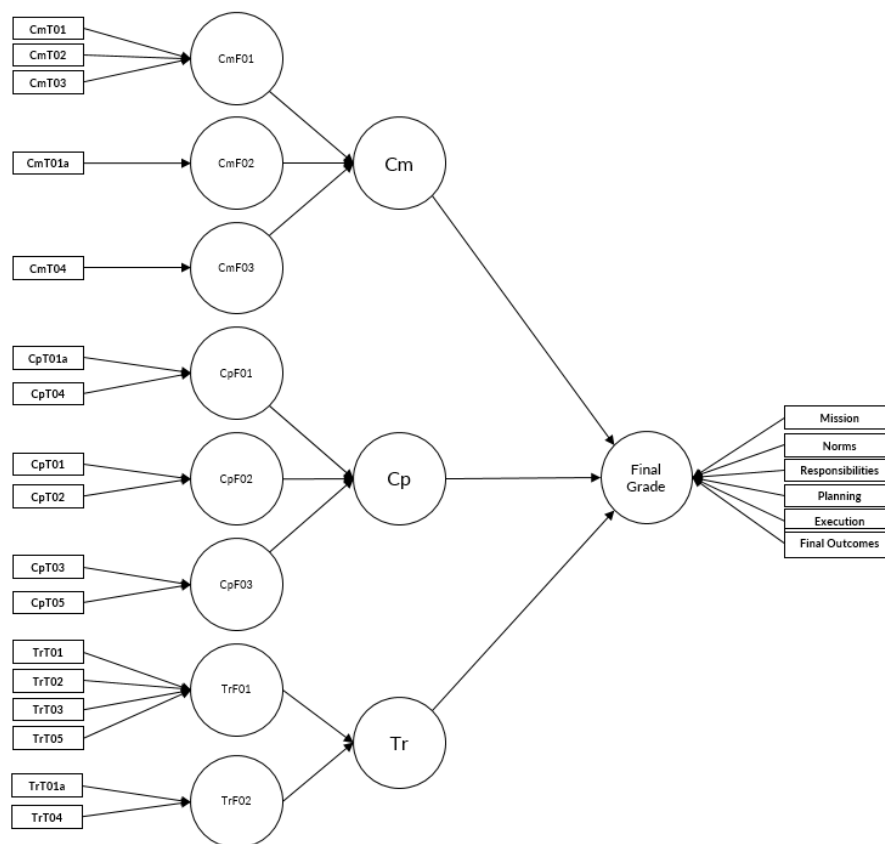 CmT01
CmT02
CmT03
CmF01
CmT01a
CmF02
Cm
CmT04
CmF03
CpT01a
CpT04
CpF01
CpT01
CpT02
CpF02
Cp
CpT03
CpT05
CpF03
TrT01
TrT02
TrT03
TrT05
TrF01
Tr
TrT01a
TrT04
TrF02
Final
Grade
Mission
Norms
Responsibilities
Planning
Execution
Final Outcomes